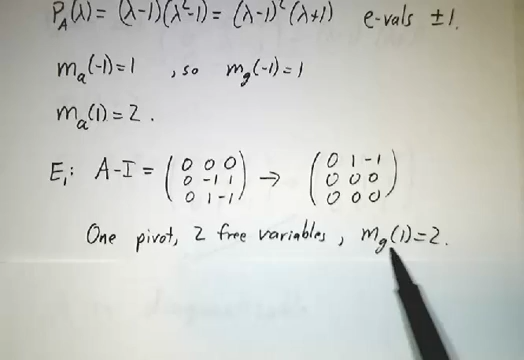 P_A(λ) = (λ-1)(λ²-1) = (λ-1)²(λ+1) e-vals ±1.
m_a(-1)=1 , so m_g(-1)=1
m_a(1)=2.
E₁: A-I = (0 0 0; 0 -1 1; 0 1 -1) → (0 1 -1; 0 0 0; 0 0 0)
One pivot, 2 free variables, m_g(1)=2.